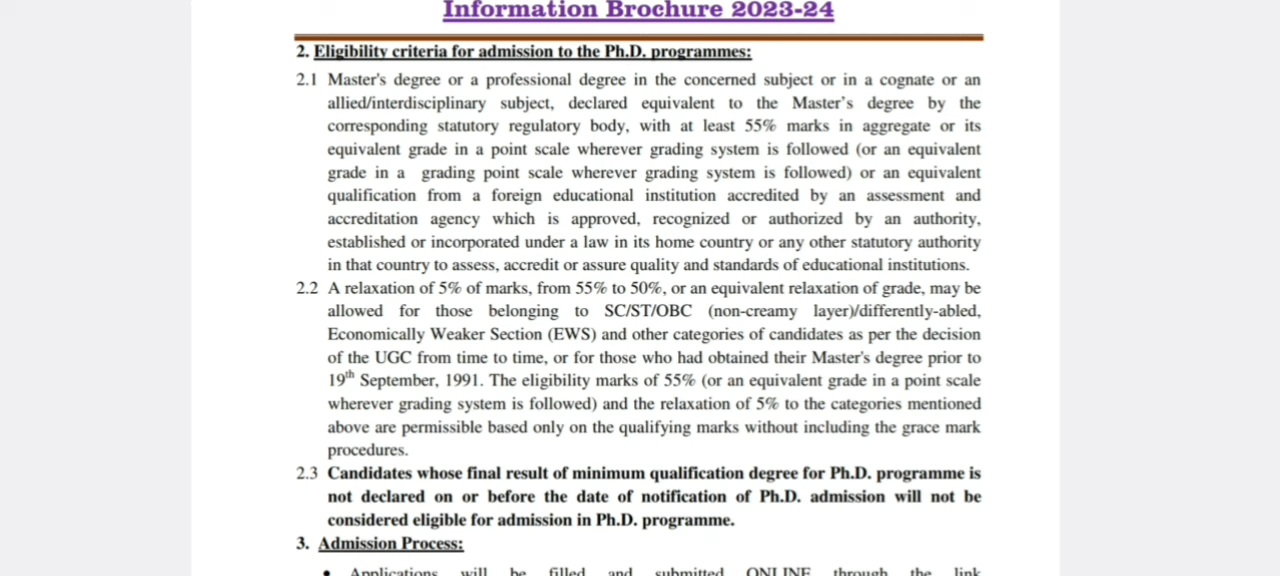 Information Brochure 2023-24
2. Eligibility criteria for admission to the Ph.D. programmes:
2.1 Master's degree or a professional degree in the concerned subject or in a cognate or an
allied/interdisciplinary subject, declared equivalent to the Master's degree by the
corresponding statutory regulatory body, with at least 55% marks in aggregate or its
equivalent grade in a point scale wherever grading system is followed (or an equivalent
grade in a grading point scale wherever grading system is followed) or an equivalent
qualification from a foreign educational institution accredited by an assessment and
accreditation agency which is approved, recognized or authorized by an authority,
established or incorporated under a law in its home country or any other statutory authority
in that country to assess, accredit or assure quality and standards of educational institutions.
2.2 A relaxation of 5% of marks, from 55% to 50%, or an equivalent relaxation of grade, may be
allowed for those belonging to SC/ST/OBC (non-creamy layer)/differently-abled,
Economically Weaker Section (EWS) and other categories of candidates as per the decision
of the UGC from time to time, or for those who had obtained their Master's degree prior to
19th September, 1991. The eligibility marks of 55% (or an equivalent grade in a point scale
wherever grading system is followed) and the relaxation of 5% to the categories mentioned
above are permissible based only on the qualifying marks without including the grace mark
procedures.
2.3 Candidates whose final result of minimum qualification degree for Ph.D. programme is
not declared on or before the date of notification of Ph.D. admission will not be
considered eligible for admission in Ph.D. programme.
3. Admission Process:
• Applications will be filled and submitted ONLINE through the link